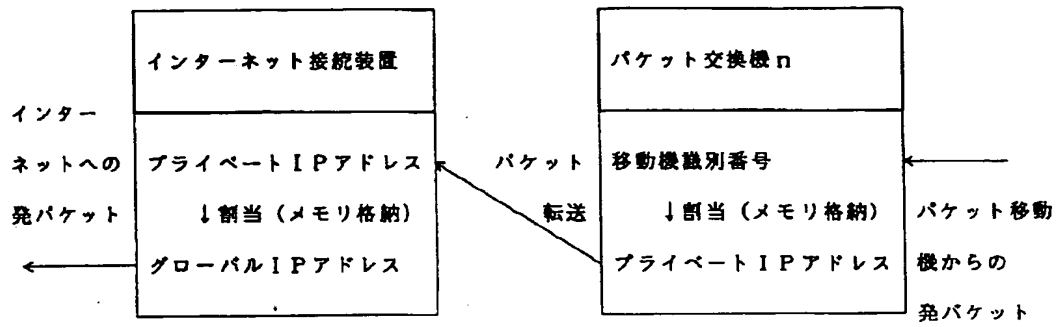 インターネット接続装置
パケット交換機n
インター
ネットへの
発パケット
プライベートIPアドレス
↓割当(メモリ格納)
グローバルIPアドレス
パケット
転送
移動機識別番号
↓割当(メモリ格納)
プライベートIPアドレス
パケット移動
機からの
発パケット